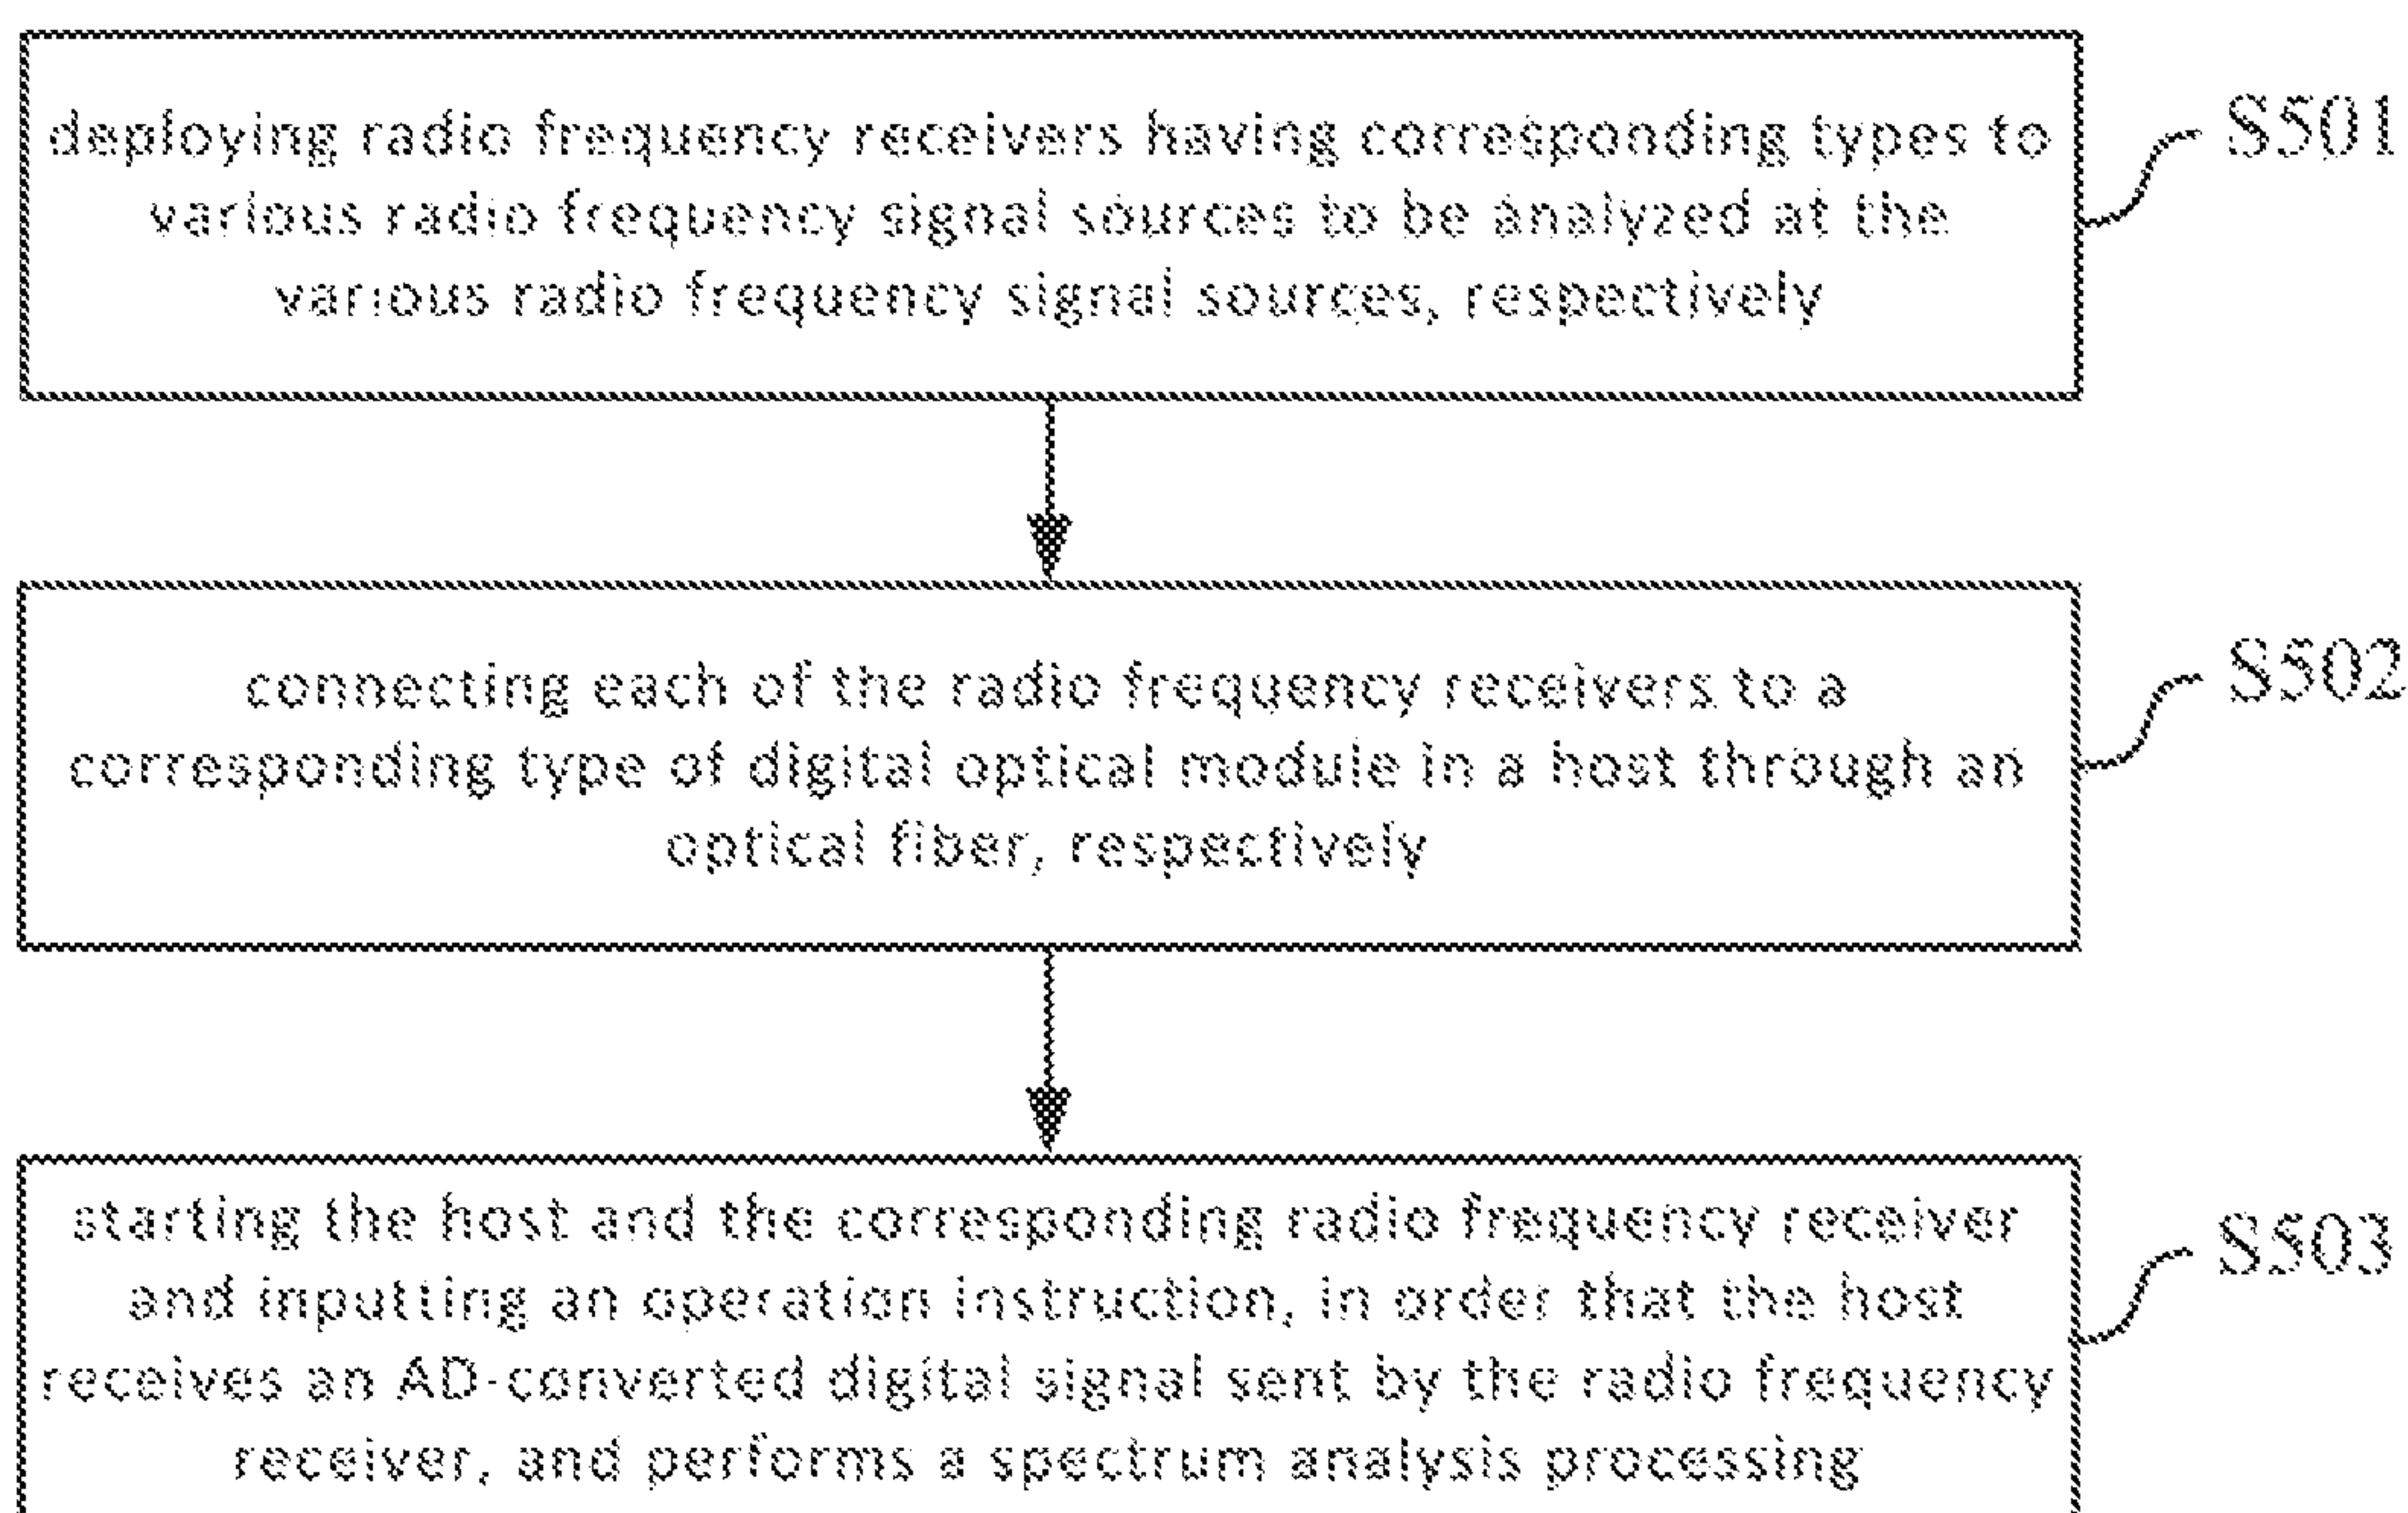 deploying radio frequency receivers having corresponding types to
various radio frequency signal sources to be analyzed at the
various radio frequency signal sources, respectively
S501
connecting each of the radio frequency receivers to a
corresponding type of digital optical module in a host through an
optical fiber, respectively
S502
starting the host and the corresponding radio frequency receiver
and inputting an operation instruction, in order that the host
receives an AD-converted digital signal sent by the radio frequency
receiver, and performs a spectrum analysis processing
S503